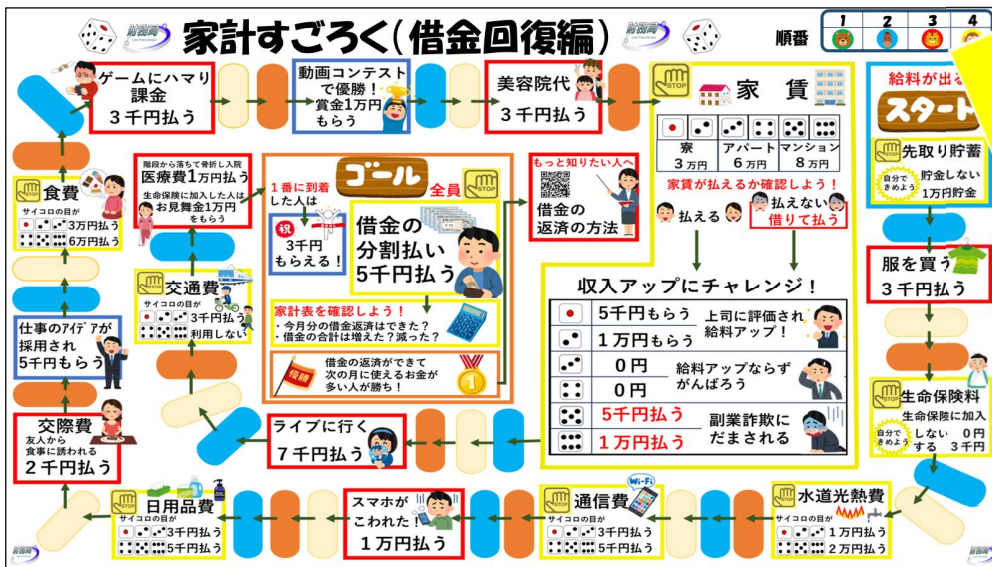 財務局
家計すごろく(借金回復編)
財務局
順番
1 2 3 4
給料が出る
スタート
STOP
先取り貯蓄
自分で
きめよう
貯金しない
1万円貯金
服を買う
3千円払う
STOP
生命保険料
生命保険に加入
自分で
きめよう
しない 0円
する 3千円
STOP
水道光熱費
サイコロの目が
1万円払う
2万円払う
Wi-Fi
STOP
通信費
サイコロの目が
3千円払う
5千円払う
スマホが
こわれた!
1万円払う
STOP
日用品費
サイコロの目が
3千円払う
5千円払う
交際費
友人から
食事に誘われる
2千円払う
仕事のアイデアが
採用され
5千円もらう
STOP
食費
サイコロの目が
3万円払う
6万円払う
ゲームにハマり
課金
3千円払う
動画コンテスト
で優勝!
賞金1万円
もらう
美容院代
3千円払う
STOP
家賃
寮
3万円
アパート
6万円
マンション
8万円
家賃が払えるか確認しよう!
払える
払えない
借りて払う
収入アップにチャレンジ!
5千円もらう
1万円もらう
上司に評価され
給料アップ!
0円
0円
給料アップならず
がんばろう
5千円払う
1万円払う
副業詐欺に
だまされる
ライブに行く
7千円払う
STOP
交通費
サイコロの目が
3千円払う
利用しない
階段から落ちて骨折し入院
医療費1万円払う
生命保険に加入した人は
お見舞金1万円
をもらう
ゴール
1番に到着
した人は
祝
3千円
もらえる!
全員
STOP
借金の
分割払い
5千円払う
家計表を確認しよう!
・今月分の借金返済はできた?
・借金の合計は増えた?減った?
優勝
借金の返済ができて
次の月に使えるお金が
多い人が勝ち!
1
もっと知りたい人へ
借金の
返済の方法
財務局
財務局